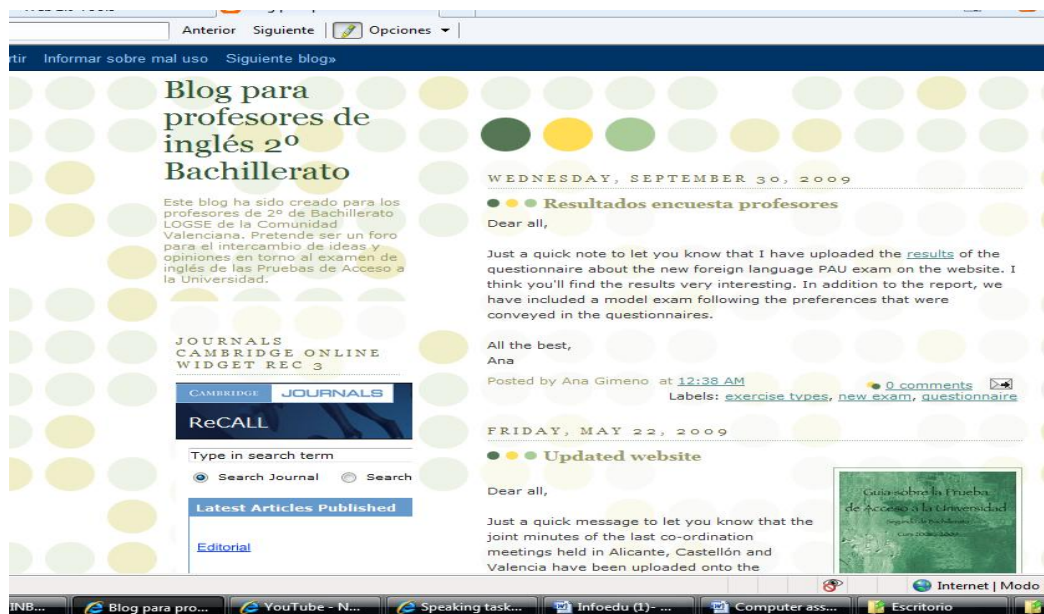 Anterior Siguiente Opciones
Informar sobre mal uso Siguiente blog»
Blog para
profesores de
inglés 2º
Bachillerato
Este blog ha sido creado para los
profesores de 2º de Bachillerato
LOGSE de la Comunidad
Valenciana. Pretende ser un foro
para el intercambio de ideas y
opiniones en torno al examen de
inglés de las Pruebas de Acceso a
la Universidad.
JOURNALS
CAMBRIDGE ONLINE
WIDGET REC 3
CAMBRIDGE JOURNALS
ReCALL
Type in search term
Search Journal Search
Latest Articles Published
Editorial
WEDNESDAY, SEPTEMBER 30, 2009
Resultados encuesta profesores
Dear all,
Just a quick note to let you know that I have uploaded the results of the
questionnaire about the new foreign language PAU exam on the website. I
think you'll find the results very interesting. In addition to the report, we
have included a model exam following the preferences that were
conveyed in the questionnaires.
All the best,
Ana
Posted by Ana Gimeno at 12:38 AM
0 comments
Labels: exercise types, new exam, questionnaire
FRIDAY, MAY 22, 2009
Updated website
Dear all,
Just a quick message to let you know that the
joint minutes of the last co-ordination
meetings held in Alicante, Castellón and
Valencia have been uploaded onto the
Guía sobre la Prueba
de Acceso a la Universidad
Segundo de Bachillerato
Internet | Modo
INB... Blog para pro... YouTube - N... Speaking task... Infoedu (1)- ... Computer ass... Escritorio